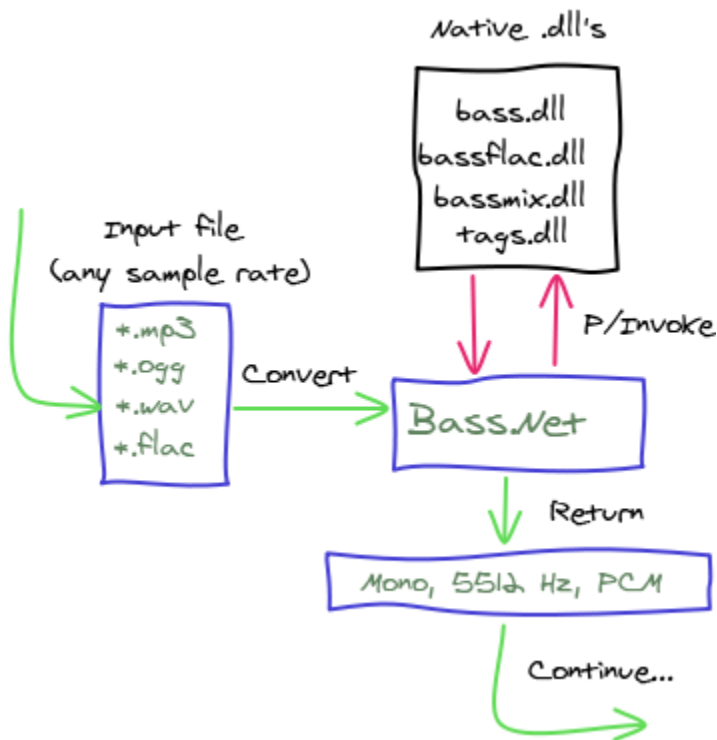 Native .dll's
bass.dll
bassflac.dll
bassmix.dll
tags.dll
Input file
(any sample rate)
*.mp3
*.ogg
*.wav
*.flac
Convert
P/Invoke
Bass.Net
Return
Mono, 5512 Hz, PCM
Continue...